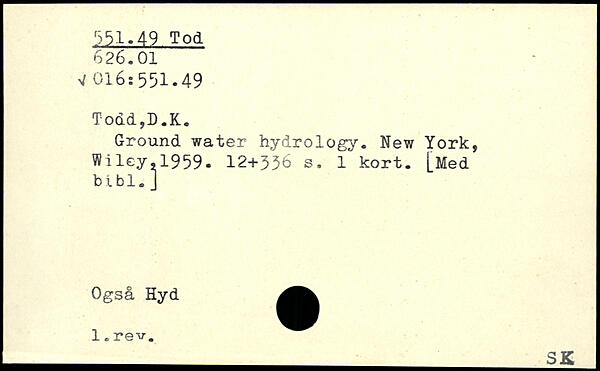 551.49 Tod
626.01
√ 016:551.49
Todd,D.K.
Ground water hydrology. New York,
Wiley,1959. 12+336 s. 1 kort. [Med
bibl.]
Også Hyd
1.rev.
SK